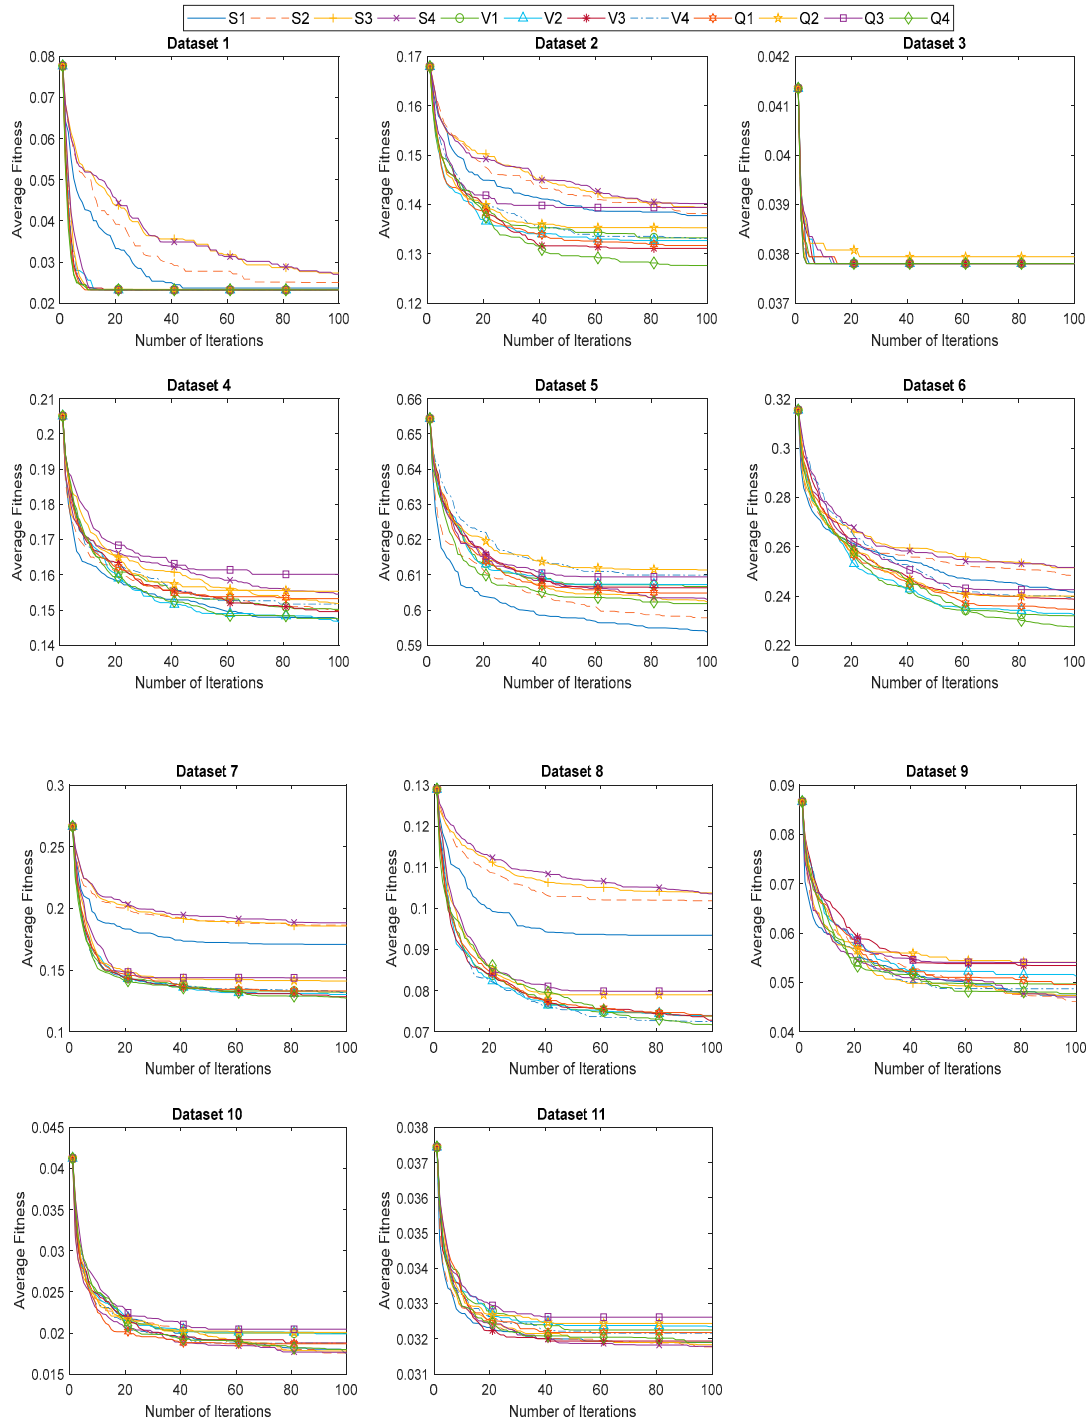 S1 S2 S3 S4 V1 V2 V3 V4 Q1 Q2 Q3 Q4
Dataset 1
0.08
0.07
0.06
0.05
0.04
0.03
0.02
0 20 40 60 80 100
Average Fitness
Number of Iterations
Dataset 2
0.17
0.16
0.15
0.14
0.13
0.12
0 20 40 60 80 100
Average Fitness
Number of Iterations
Dataset 3
0.042
0.041
0.04
0.039
0.038
0.037
0 20 40 60 80 100
Average Fitness
Number of Iterations
Dataset 4
0.21
0.2
0.19
0.18
0.17
0.16
0.15
0.14
0 20 40 60 80 100
Average Fitness
Number of Iterations
Dataset 5
0.66
0.65
0.64
0.63
0.62
0.61
0.6
0.59
0 20 40 60 80 100
Average Fitness
Number of Iterations
Dataset 6
0.32
0.3
0.28
0.26
0.24
0.22
0 20 40 60 80 100
Average Fitness
Number of Iterations
Dataset 7
0.3
0.25
0.2
0.15
0.1
0 20 40 60 80 100
Average Fitness
Number of Iterations
Dataset 8
0.13
0.12
0.11
0.1
0.09
0.08
0.07
0 20 40 60 80 100
Average Fitness
Number of Iterations
Dataset 9
0.09
0.08
0.07
0.06
0.05
0.04
0 20 40 60 80 100
Average Fitness
Number of Iterations
Dataset 10
0.045
0.04
0.035
0.03
0.025
0.02
0.015
0 20 40 60 80 100
Average Fitness
Number of Iterations
Dataset 11
0.038
0.037
0.036
0.035
0.034
0.033
0.032
0.031
0 20 40 60 80 100
Average Fitness
Number of Iterations